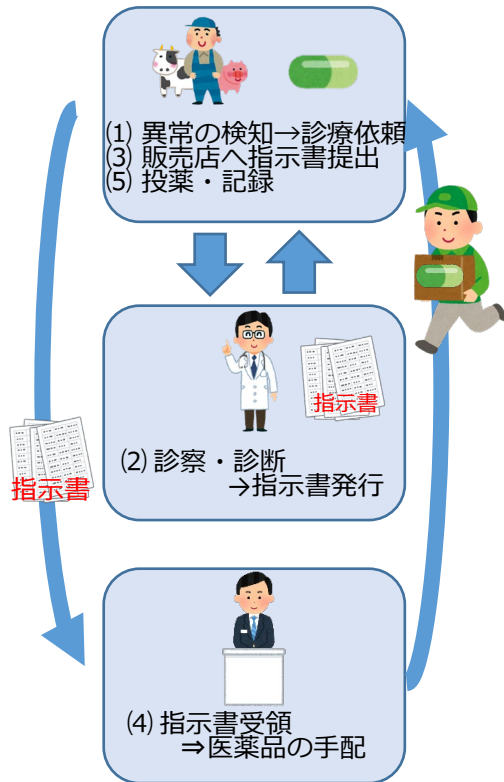 ⑴ 異常の検知→診療依頼
⑶ 販売店へ指示書提出
⑸ 投薬・記録
指示書
⑵ 診察・診断
→指示書発行
指示書
⑷ 指示書受領
⇒医薬品の手配